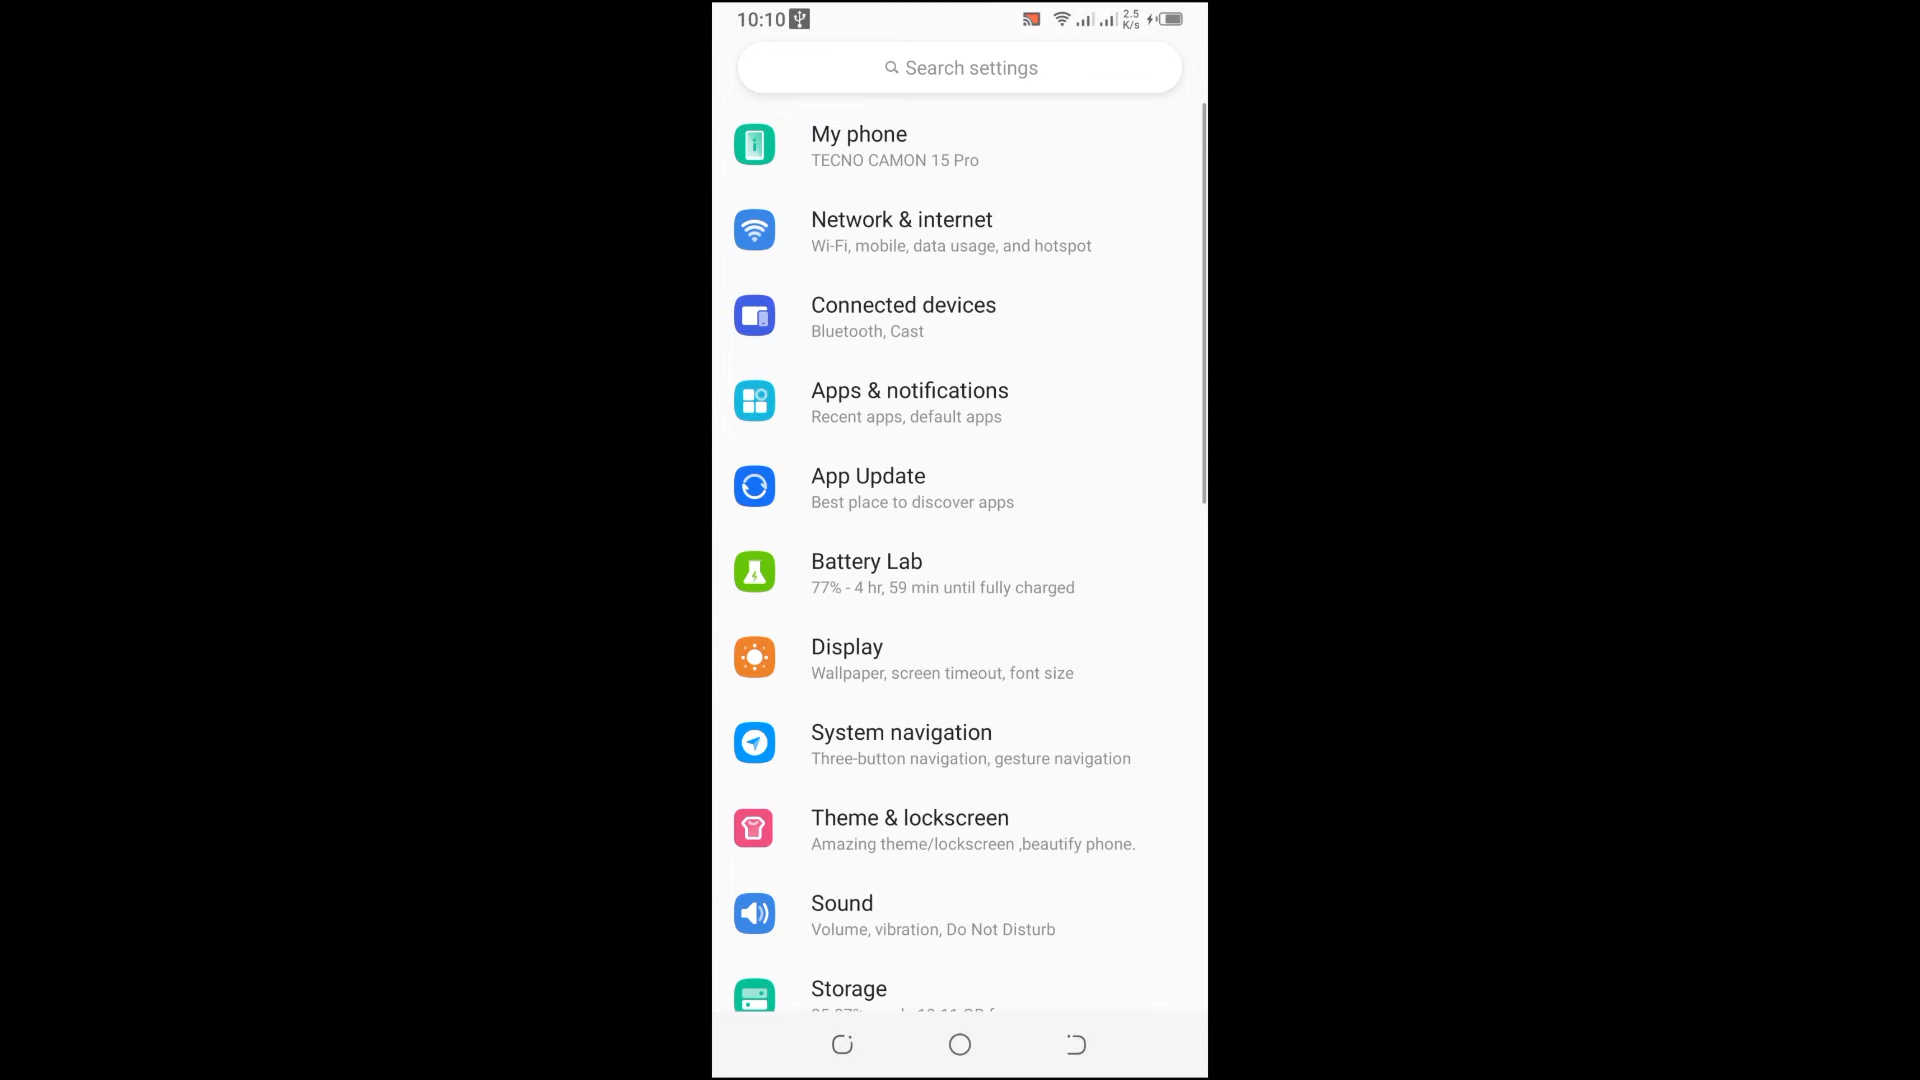 10:10
2.5
K/s
Search settings
My phone
TECNO CAMON 15 Pro
Network & internet
Wi-Fi, mobile, data usage, and hotspot
Connected devices
Bluetooth, Cast
Apps & notifications
Recent apps, default apps
App Update
Best place to discover apps
Battery Lab
77% - 4 hr, 59 min until fully charged
Display
Wallpaper, screen timeout, font size
System navigation
Three-button navigation, gesture navigation
Theme & lockscreen
Amazing theme/lockscreen ,beautify phone.
Sound
Volume, vibration, Do Not Disturb
Storage